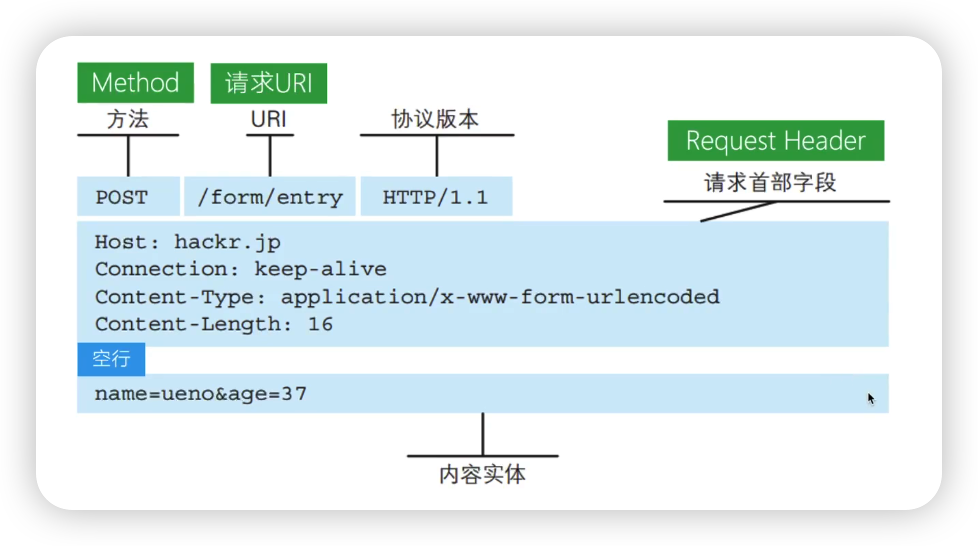 Method 请求URI
方法 URI 协议版本
Request Header
请求首部字段
POST /form/entry HTTP/1.1
Host: hackr.jp
Connection: keep-alive
Content-Type: application/x-www-form-urlencoded
Content-Length: 16
空行
name=ueno&age=37
内容实体